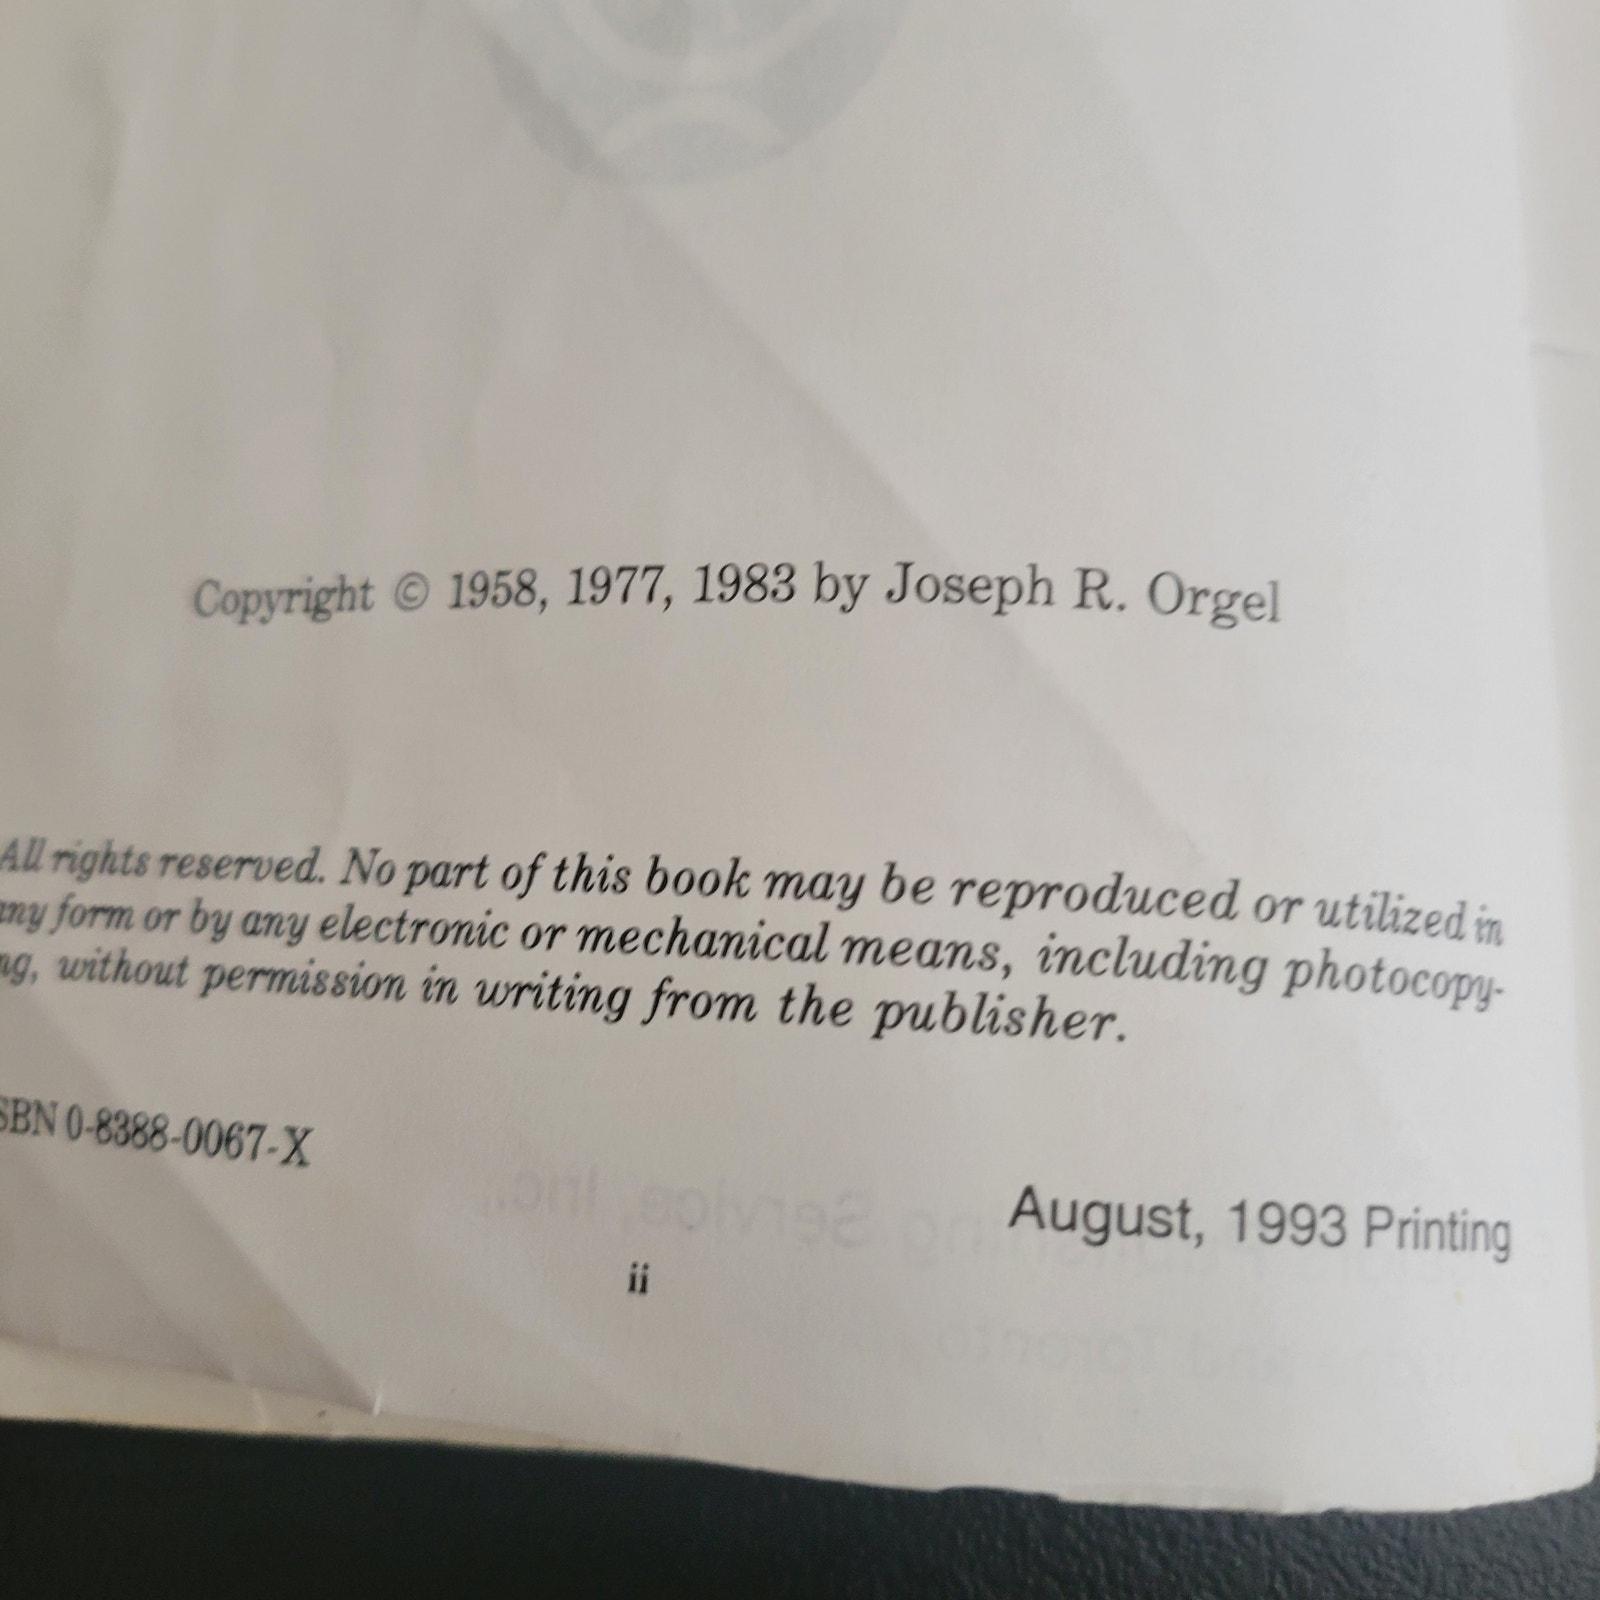 Copyright © 1958, 1977, 1983 by Joseph R. Orgel
All rights reserved. No part of this book may be reproduced or utilized in
any form or by any electronic or mechanical means, including photocopy-
ng, without permission in writing from the publisher.
SBN 0-8388-0067-X
August, 1993 Printing
ii